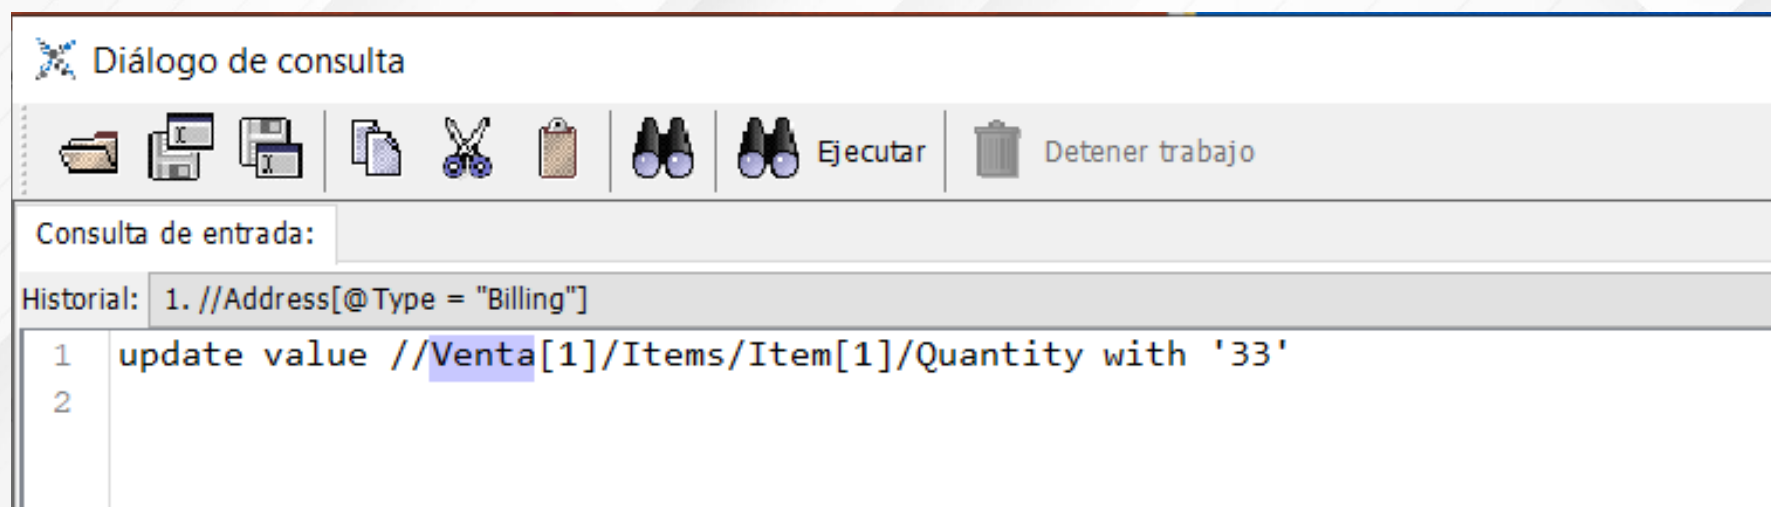 Diálogo de consulta
Ejecutar Detener trabajo
Consulta de entrada:
Historial: 1. //Address[@Type = "Billing"]
1 update value //Venta[1]/Items/Item[1]/Quantity with '33'
2